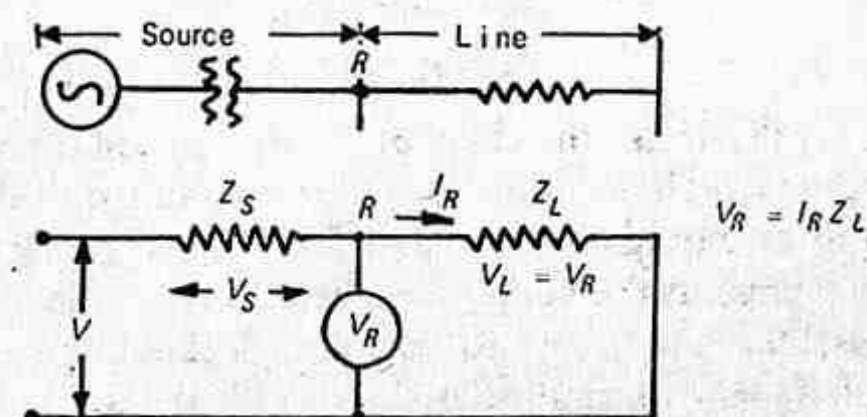 Source Line
R
Z_S R I_R Z_L V_R = I_R Z_L
V_S V_L = V_R
V V_R